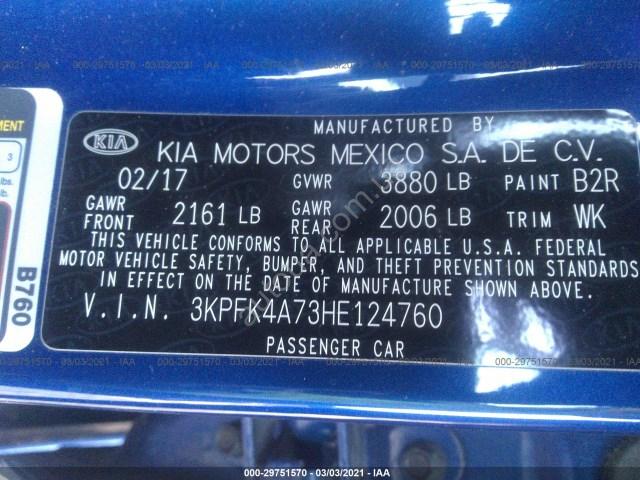 MANUFACTURED BY
KIA KIA MOTORS MEXICO S.A. DE C.V.
02/17 GVWR 3880 LB PAINT B2R
GAWR FRONT 2161 LB GAWR REAR 2006 LB TRIM WK
THIS VEHICLE CONFORMS TO ALL APPLICABLE U.S.A. FEDERAL
MOTOR VEHICLE SAFETY, BUMPER, AND THEFT PREVENTION STANDARDS
IN EFFECT ON THE DATE OF MANUFACTURE SHOWN ABOVE.
V.I.N. 3KPFK4A73HE124760
PASSENGER CAR
B760
MENT
3
lbs.
000-29751570 - 03/03/2021 - IAA